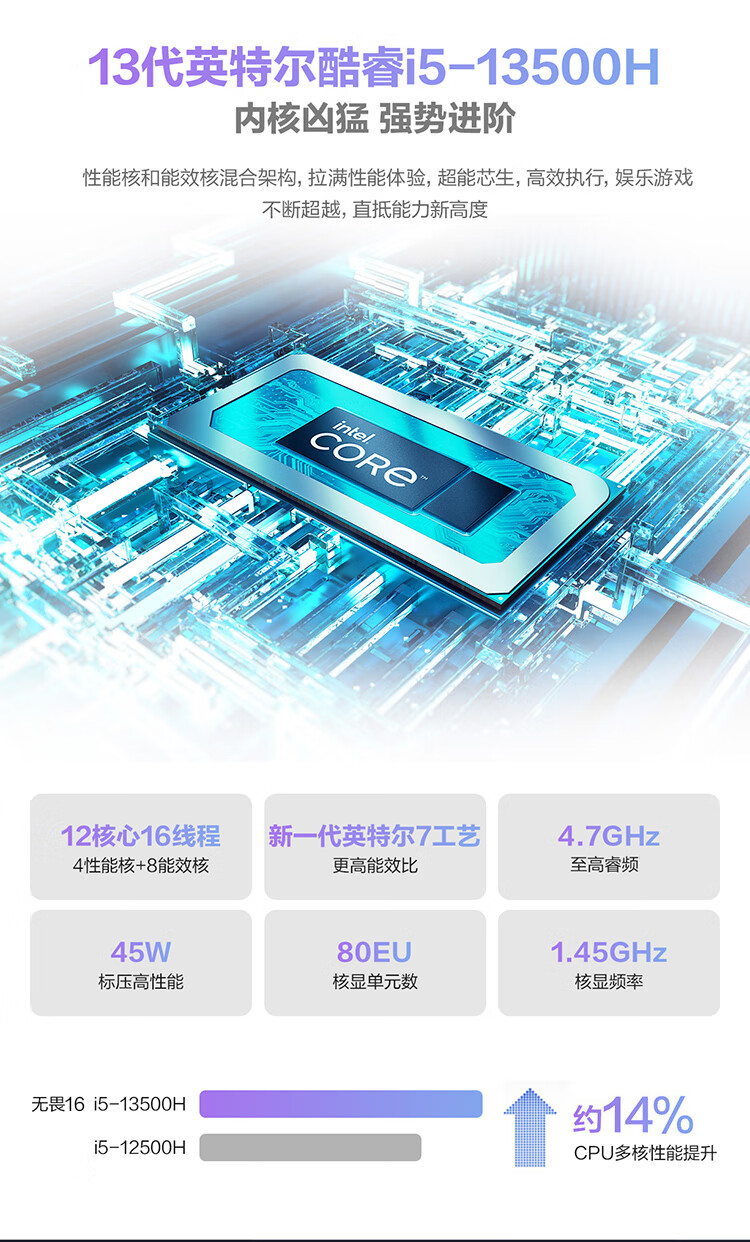 13代英特尔酷睿i5-13500H
内核凶猛 强势进阶
性能核和能效核混合架构, 拉满性能体验, 超能芯生, 高效执行, 娱乐游戏
不断超越, 直抵能力新高度
intel
CORE™
12核心16线程
4性能核+8能效核
新一代英特尔7工艺
更高能效比
4.7GHz
至高睿频
45W
标压高性能
80EU
核显单元数
1.45GHz
核显频率
无畏16 i5-13500H
i5-12500H
约14%
CPU多核性能提升